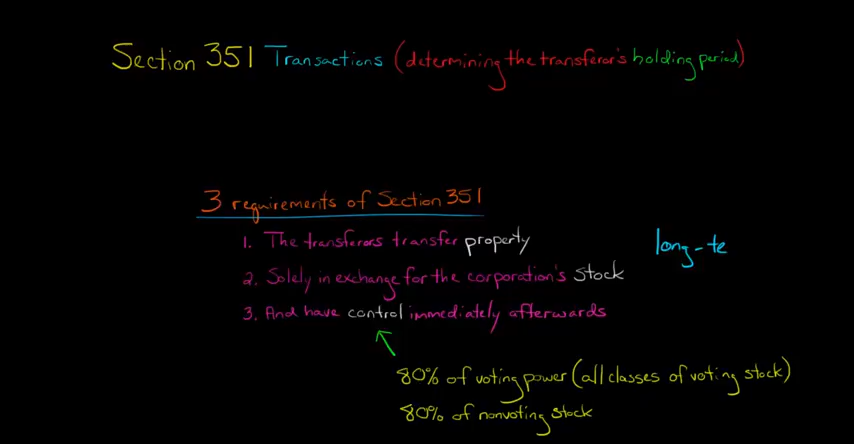 Section 351 Transactions (determining the transferor's holding period)
3 requirements of Section 351
1. The transferors transfer property
2. Solely in exchange for the corporation's stock
3. And have control immediately afterwards
long-te
80% of voting power (all classes of voting stock)
80% of nonvoting stock